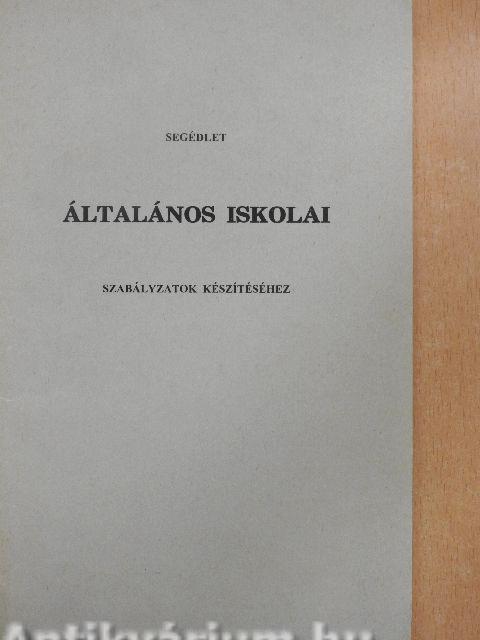 SEGÉDLET
ÁLTALÁNOS ISKOLAI
SZABÁLYZATOK KÉSZÍTÉSÉHEZ
Antikvárium.hu